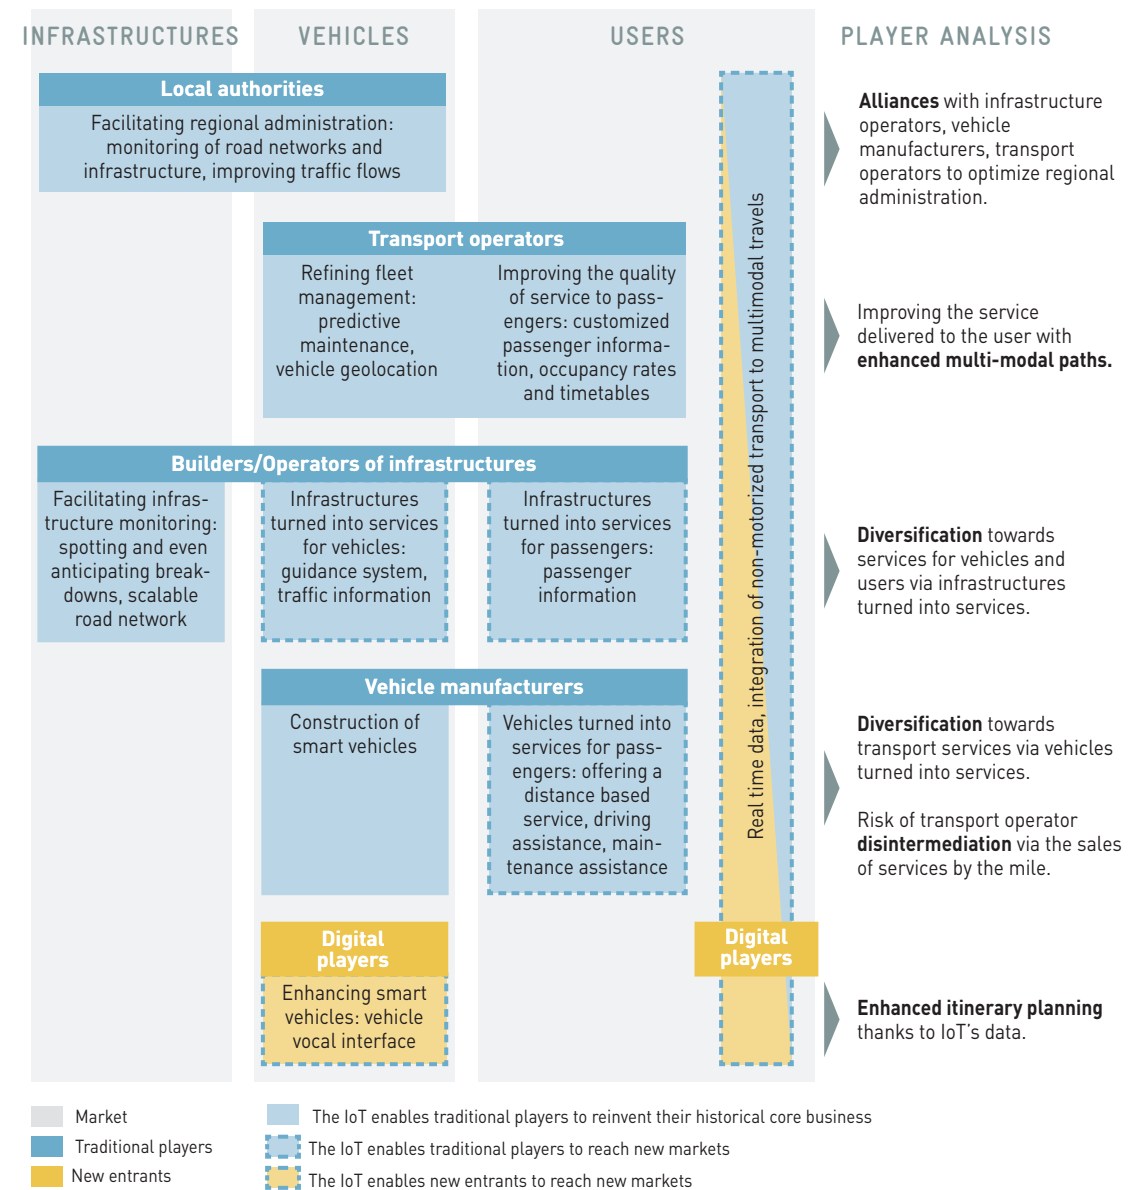 INFRASTRUCTURES
VEHICLES
USERS
PLAYER ANALYSIS
Local authorities
Facilitating regional administration:
monitoring of road networks and
infrastructure, improving traffic flows
Alliances with infrastructure
operators, vehicle
manufacturers, transport
operators to optimize regional
administration.
Transport operators
Refining fleet
management:
predictive
maintenance,
vehicle geolocation
Improving the quality
of service to pass-
engers: customized
passenger informa-
tion, occupancy rates
and timetables
Improving the service
delivered to the user with
enhanced multi-modal paths.
Builders/Operators of infrastructures
Facilitating infras-
tructure monitoring:
spotting and even
anticipating break-
downs, scalable
road network
Infrastructures
turned into services
for vehicles:
guidance system,
traffic information
Infrastructures
turned into services
for passengers:
passenger
information
Diversification towards
services for vehicles and
users via infrastructures
turned into services.
Vehicle manufacturers
Construction of
smart vehicles
Vehicles turned into
services for pass-
engers: offering a
distance based
service, driving
assistance, main-
tenance assistance
Diversification towards
transport services via vehicles
turned into services.
Risk of transport operator
disintermediation via the sales
of services by the mile.
Real time data, integration of non-motorized transport to multimodal travels
Digital
players
Enhancing smart
vehicles: vehicle
vocal interface
Digital
players
Enhanced itinerary planning
thanks to IoT's data.
Market
Traditional players
New entrants
The IoT enables traditional players to reinvent their historical core business
The IoT enables traditional players to reach new markets
The IoT enables new entrants to reach new markets